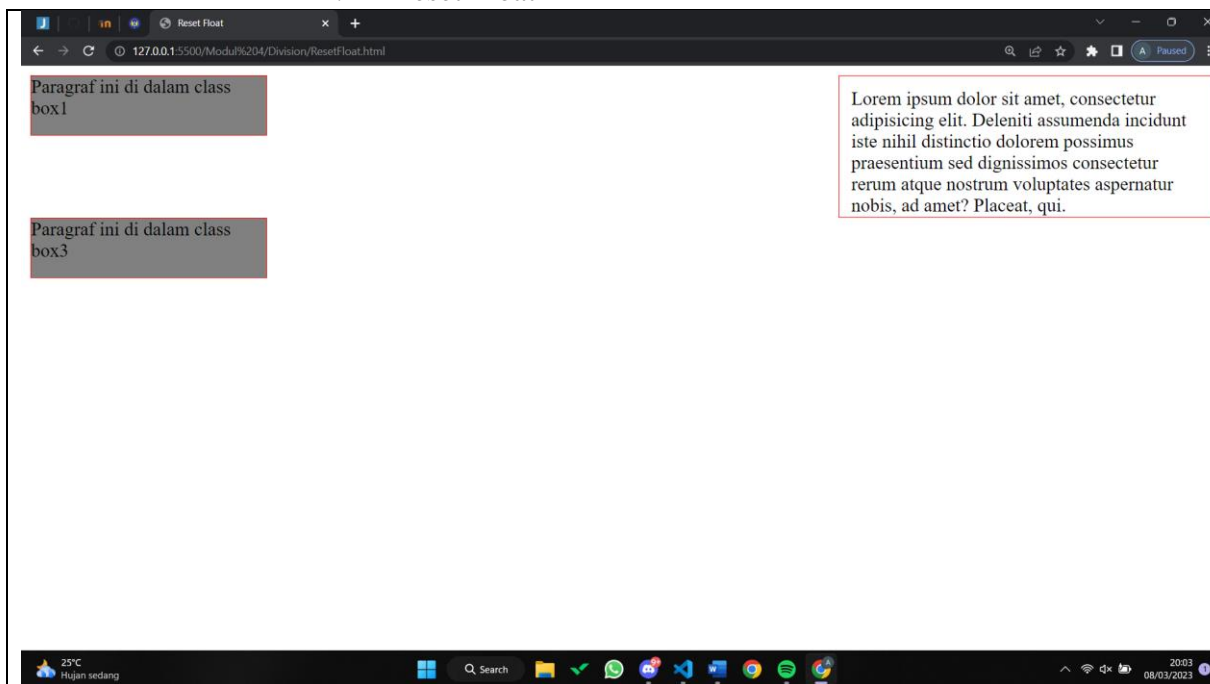 Reset Float
127.0.0.1:5500/Modul%204/Division/ResetFloat.html
A Paused
Paragraf ini di dalam class
box1
Lorem ipsum dolor sit amet, consectetur
adipisicing elit. Deleniti assumenda incidunt
iste nihil distinctio dolorem possimus
praesentium sed dignissimos consectetur
rerum atque nostrum voluptates aspernatur
nobis, ad amet? Placeat, qui.
Paragraf ini di dalam class
box3
25°C
Hujan sedang
Search
20:03
08/03/2023